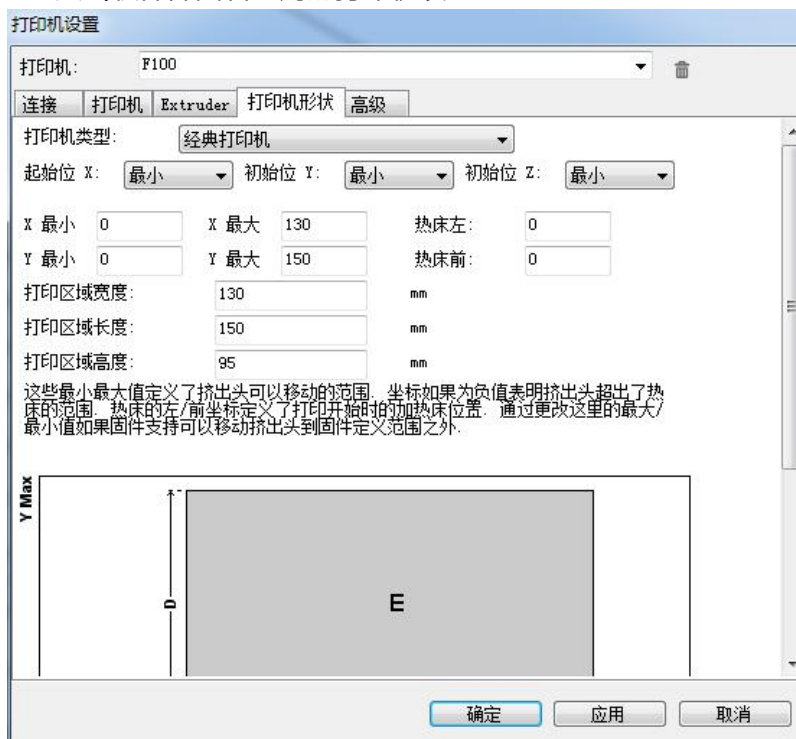 打印机设置
打印机: F100
连接 打印机 Extruder 打印机形状 高级
打印机类型: 经典打印机
起始位 X: 最小 初始位 Y: 最小 初始位 Z: 最小
X 最小 0 X 最大 130 热床左: 0
Y 最小 0 Y 最大 150 热床前: 0
打印区域宽度: 130 mm
打印区域长度: 150 mm
打印区域高度: 95 mm
这些最小最大值定义了挤出头可以移动的范围. 坐标如果为负值表明挤出头超出了热
床的范围. 热床的左/前坐标定义了打印开始时的加热床位置. 通过更改这里的最大/
最小值如果固件支持可以移动挤出头到固件定义范围之外.
Y Max
D
E
确定 应用 取消